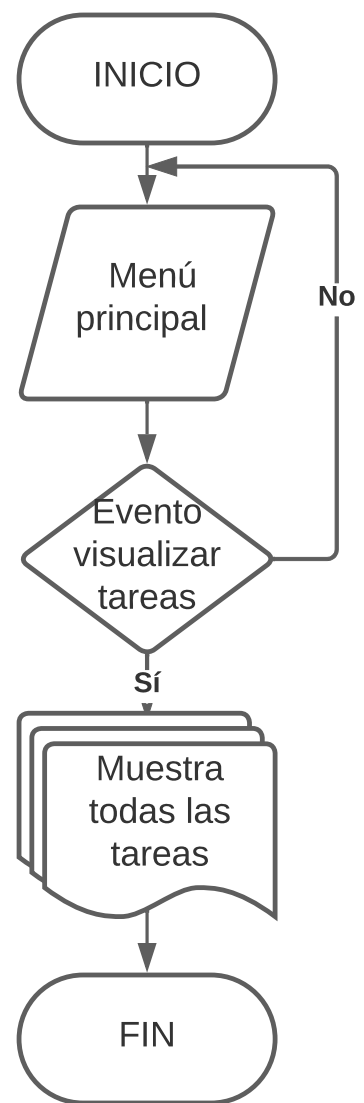 INICIO
Menú
principal
No
Evento
visualizar
tareas
Sí
Muestra
todas las
tareas
FIN